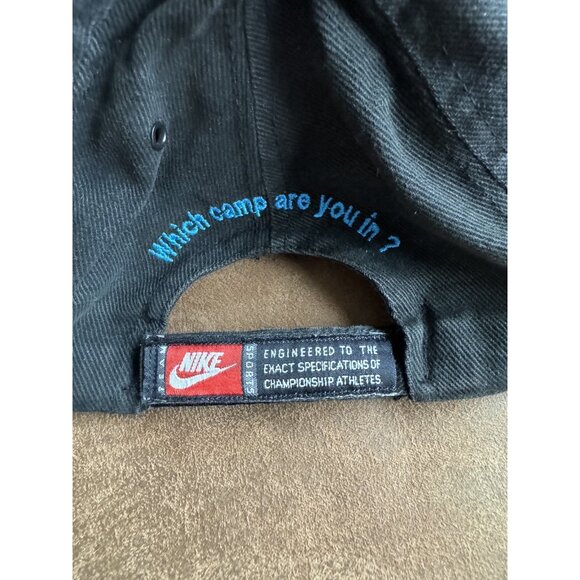 Which camp are you in ?
NIKE
SPORTS
ENGINEERED TO THE
EXACT SPECIFICATIONS OF
CHAMPIONSHIP ATHLETES.